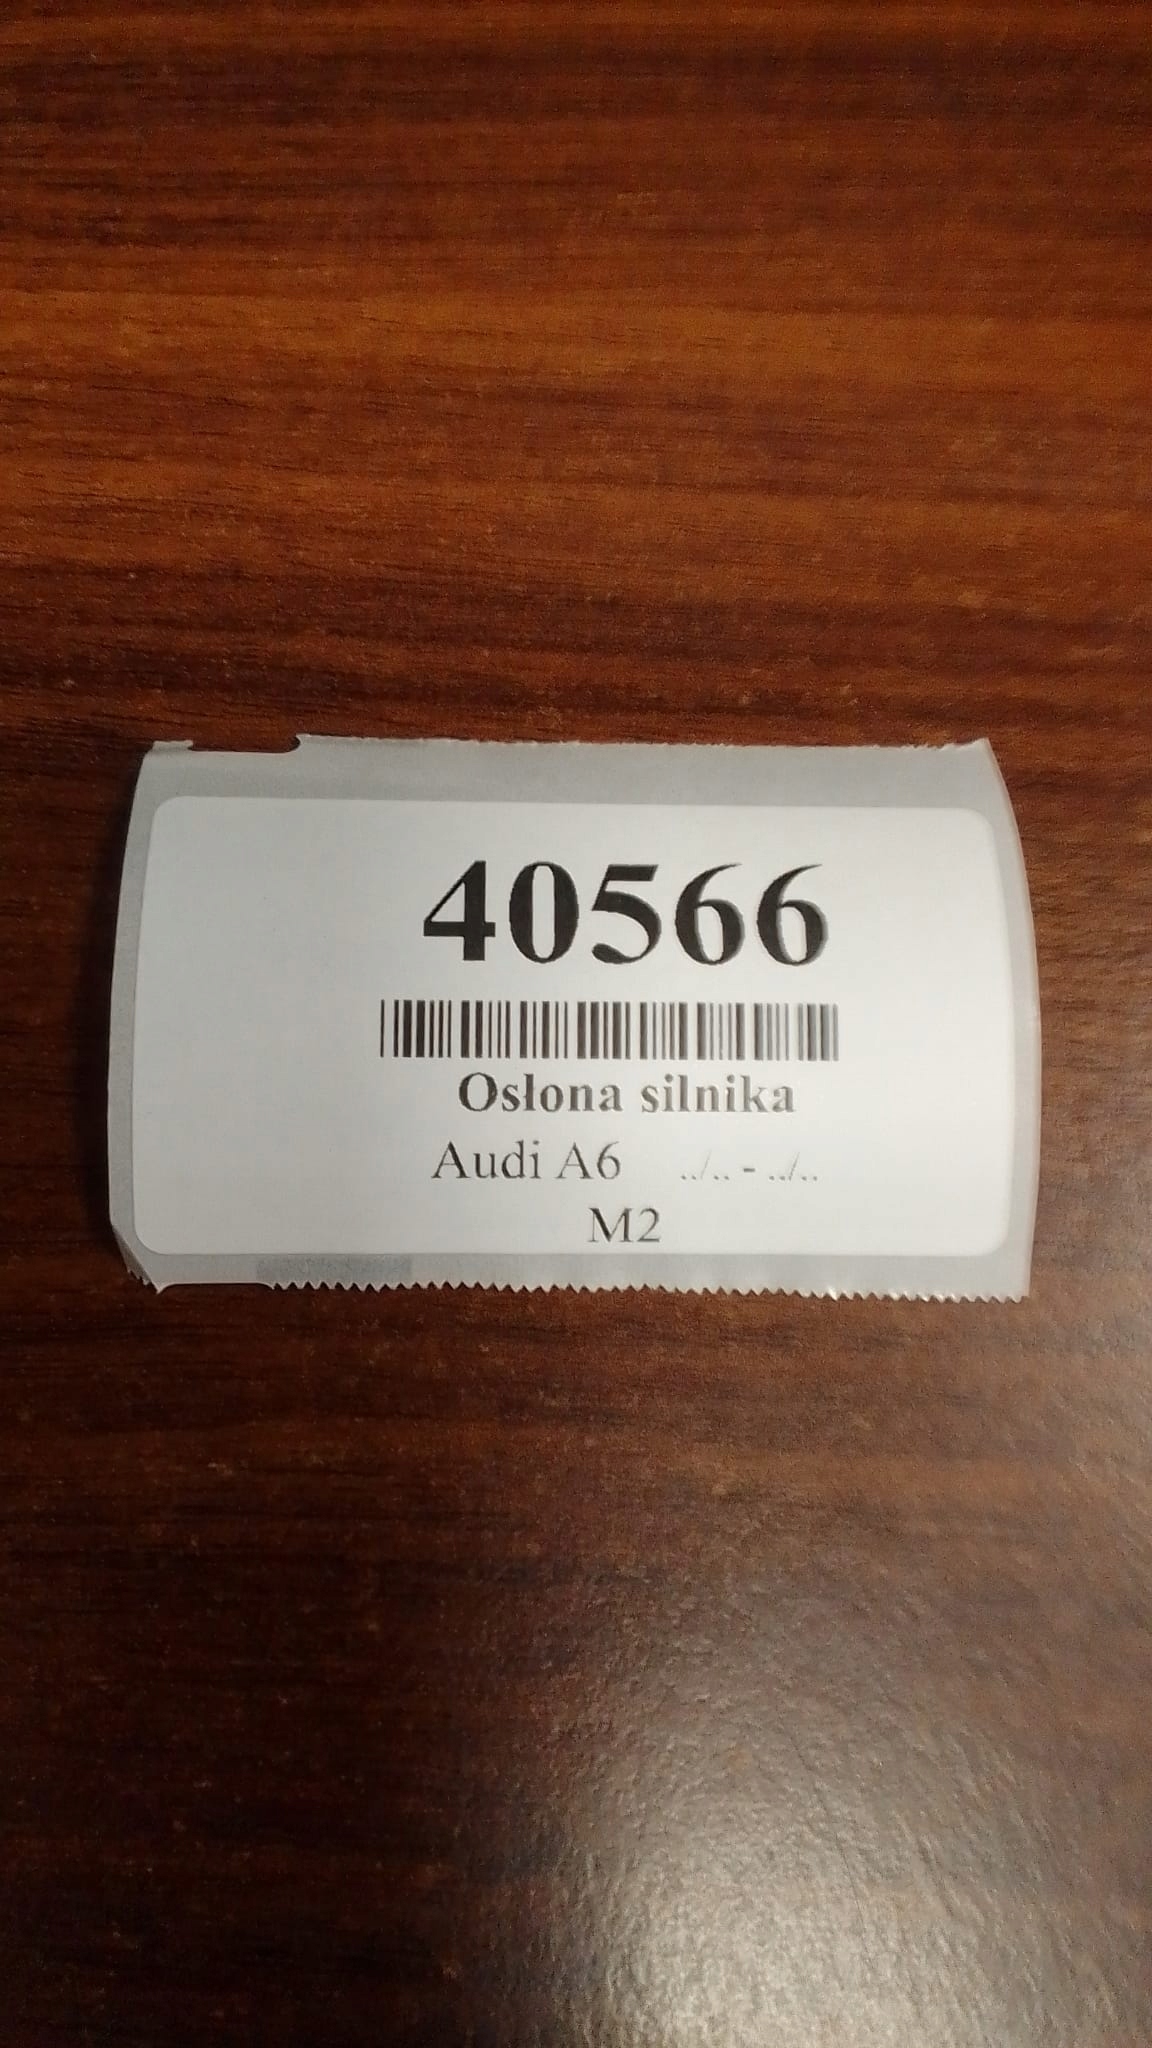 40566
Osłona silnika
Audi A6 ../.. - ../..
M2